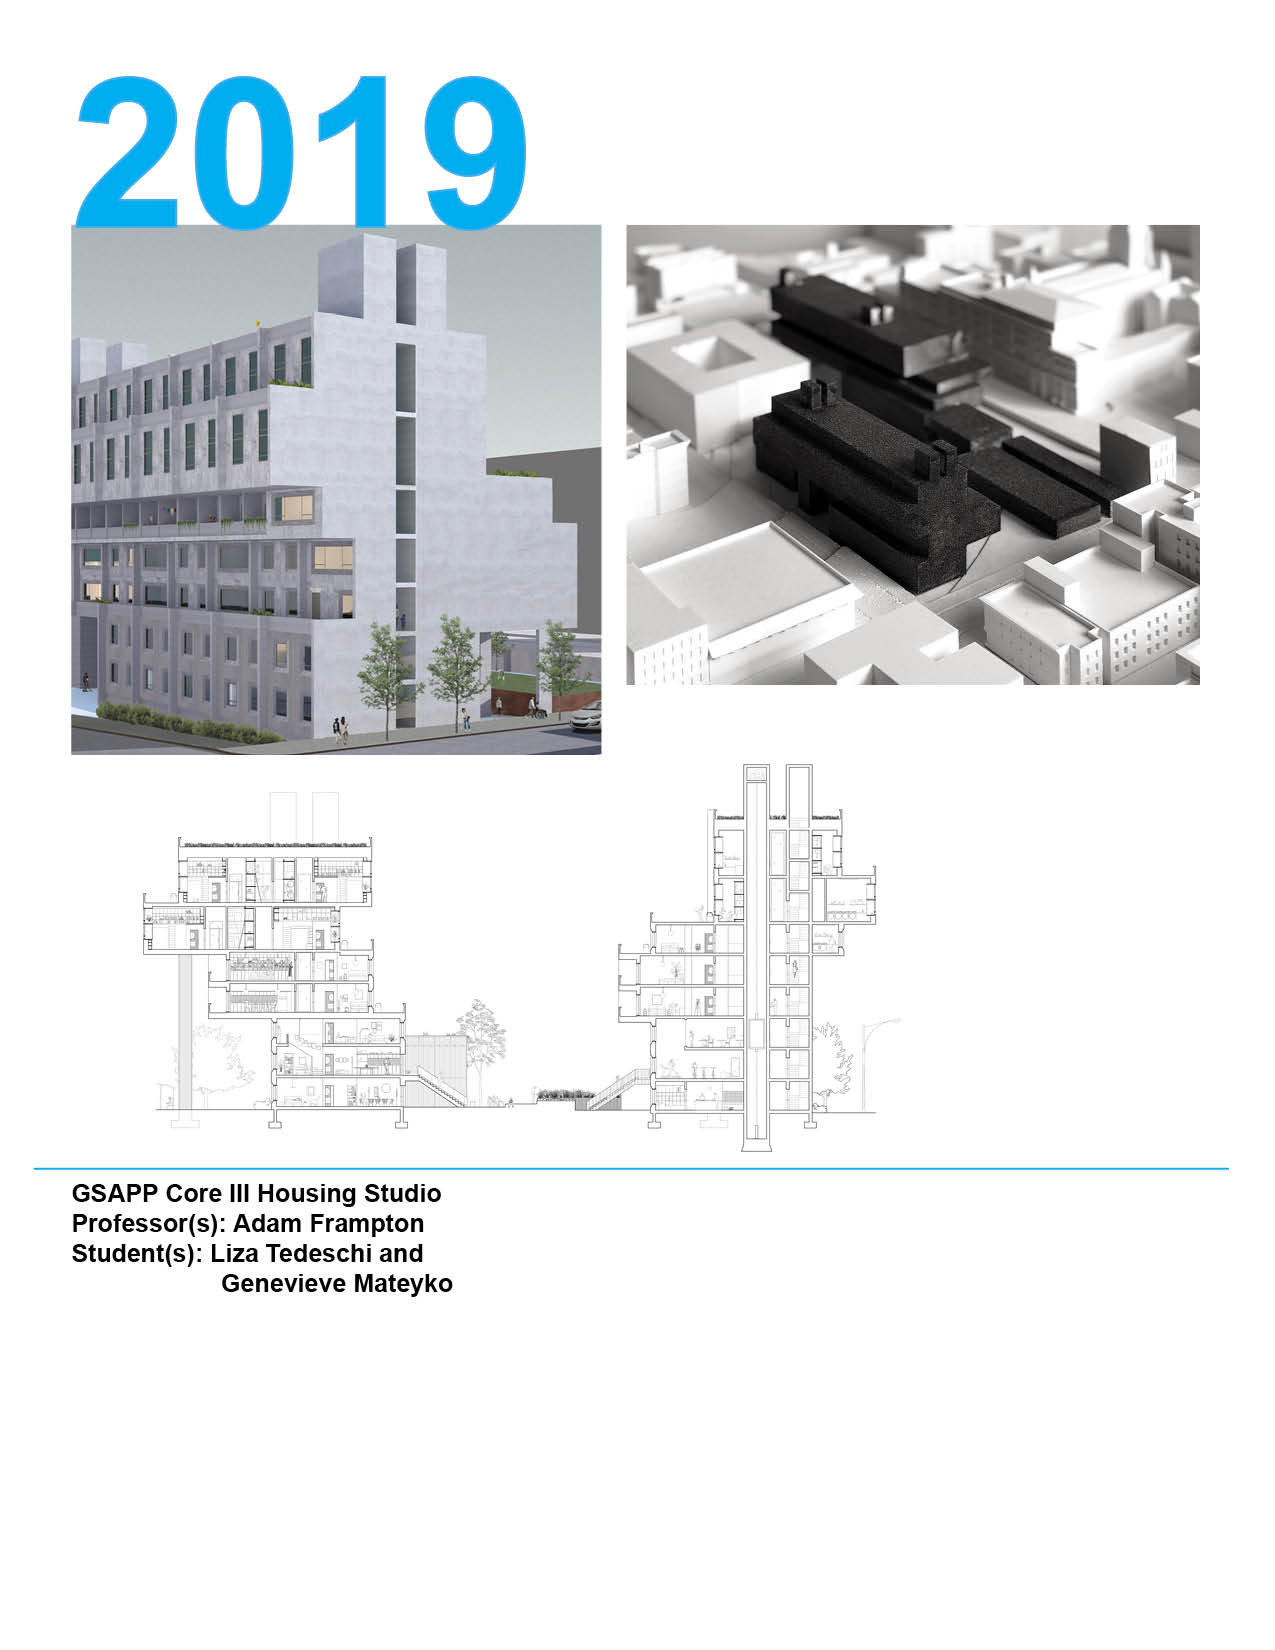 2019
GSAPP Core III Housing Studio
Professor(s): Adam Frampton
Student(s): Liza Tedeschi and
Genevieve Mateyko